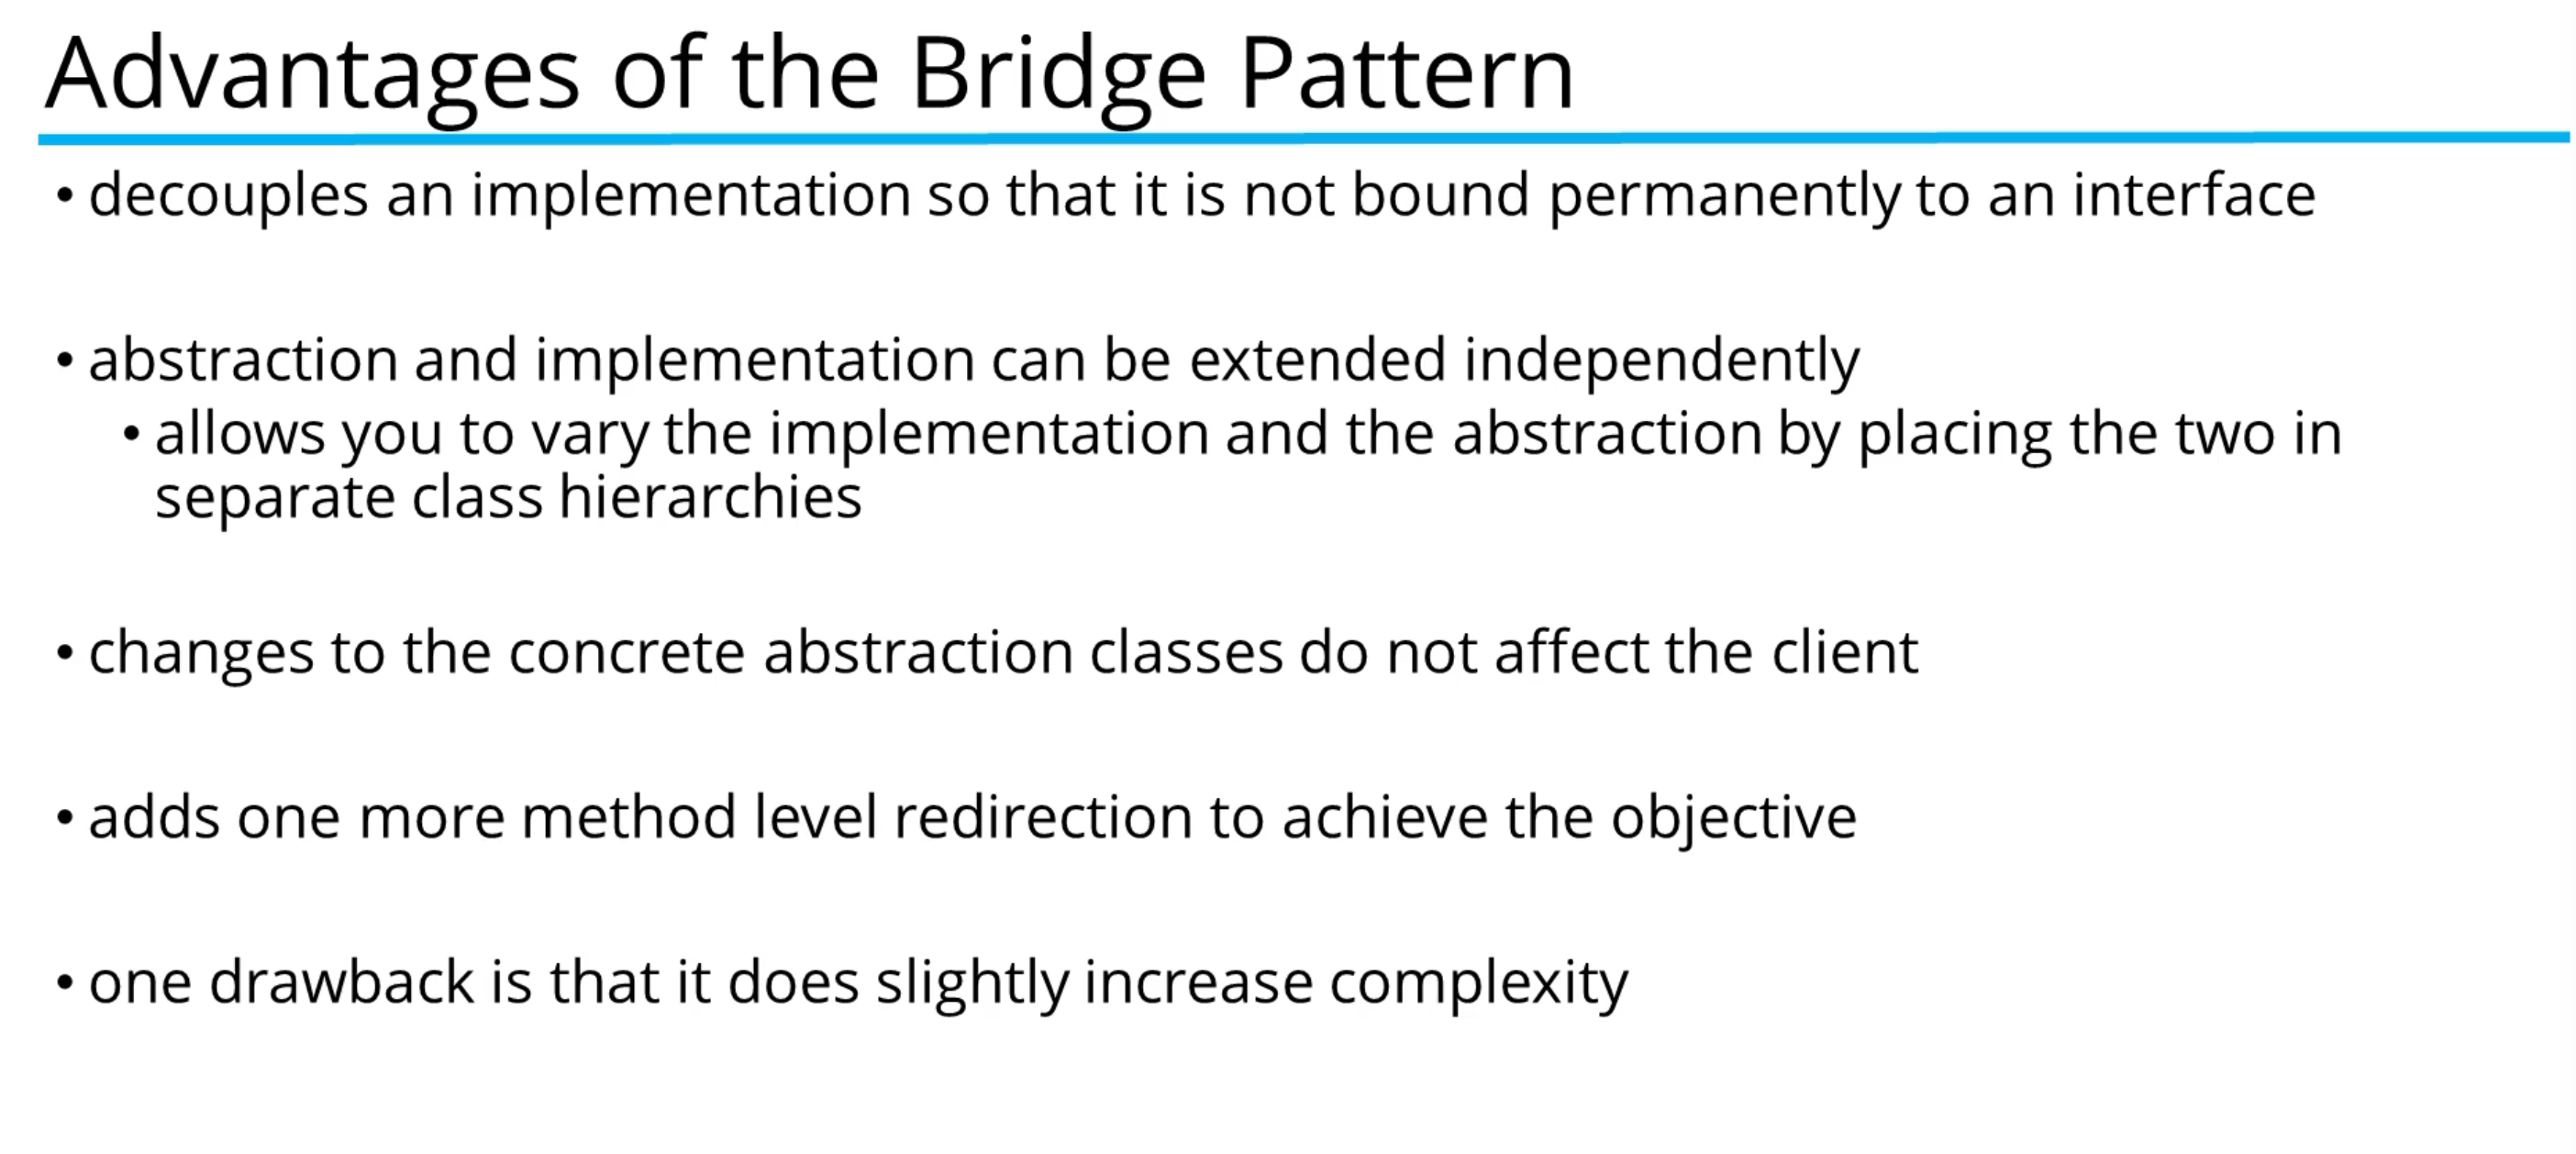 Advantages of the Bridge Pattern
• decouples an implementation so that it is not bound permanently to an interface
• abstraction and implementation can be extended independently
• allows you to vary the implementation and the abstraction by placing the two in
separate class hierarchies
• changes to the concrete abstraction classes do not affect the client
• adds one more method level redirection to achieve the objective
• one drawback is that it does slightly increase complexity